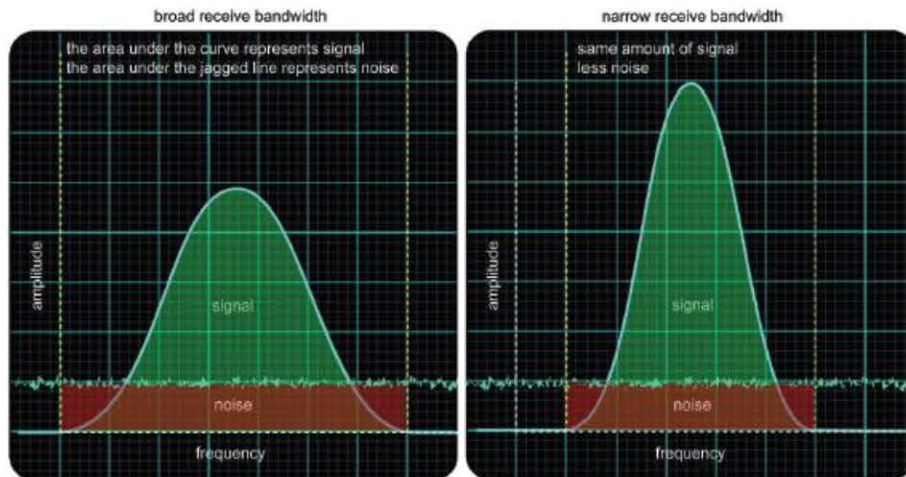 broad receive bandwidth
the area under the curve represents signal
the area under the jagged line represents noise
amplitude
signal
noise
frequency
narrow receive bandwidth
same amount of signal
less noise
amplitude
signal
noise
frequency